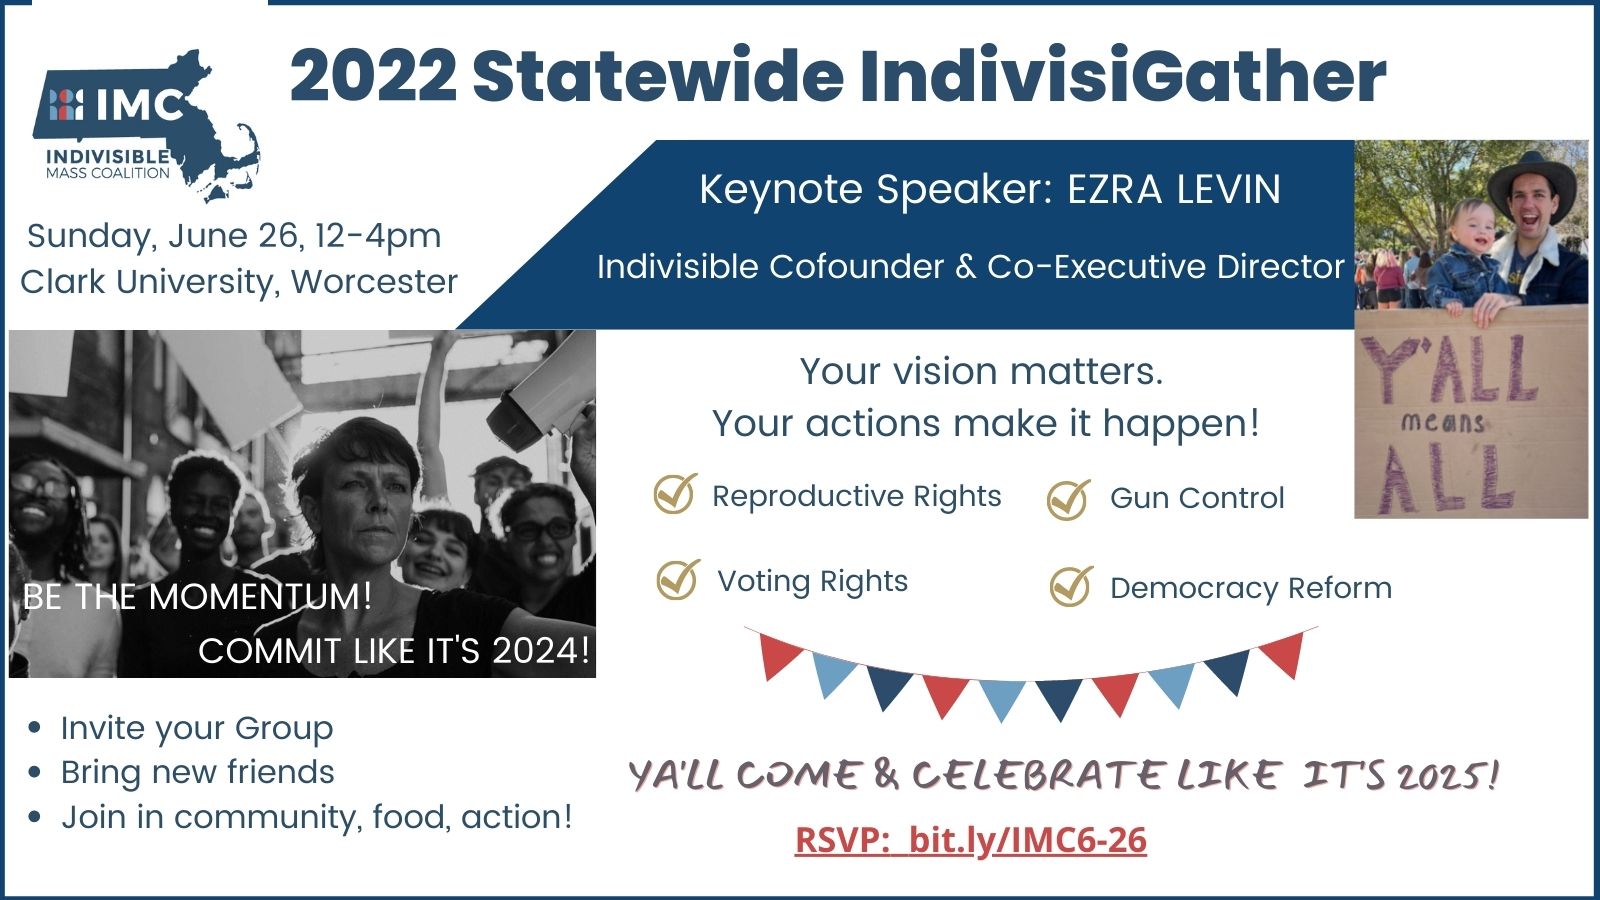 2022 Statewide IndivisiGather
IMC
INDIVISIBLE
MASS COALITION
Sunday, June 26, 12-4pm
Clark University, Worcester
Keynote Speaker: EZRA LEVIN
Indivisible Cofounder & Co-Executive Director
Y'ALL
means
ALL
Your vision matters.
Your actions make it happen!
Reproductive Rights
Gun Control
Voting Rights
Democracy Reform
BE THE MOMENTUM!
COMMIT LIKE IT'S 2024!
• Invite your Group
• Bring new friends
• Join in community, food, action!
YA'LL COME & CELEBRATE LIKE IT'S 2025!
RSVP: bit.ly/IMC6-26